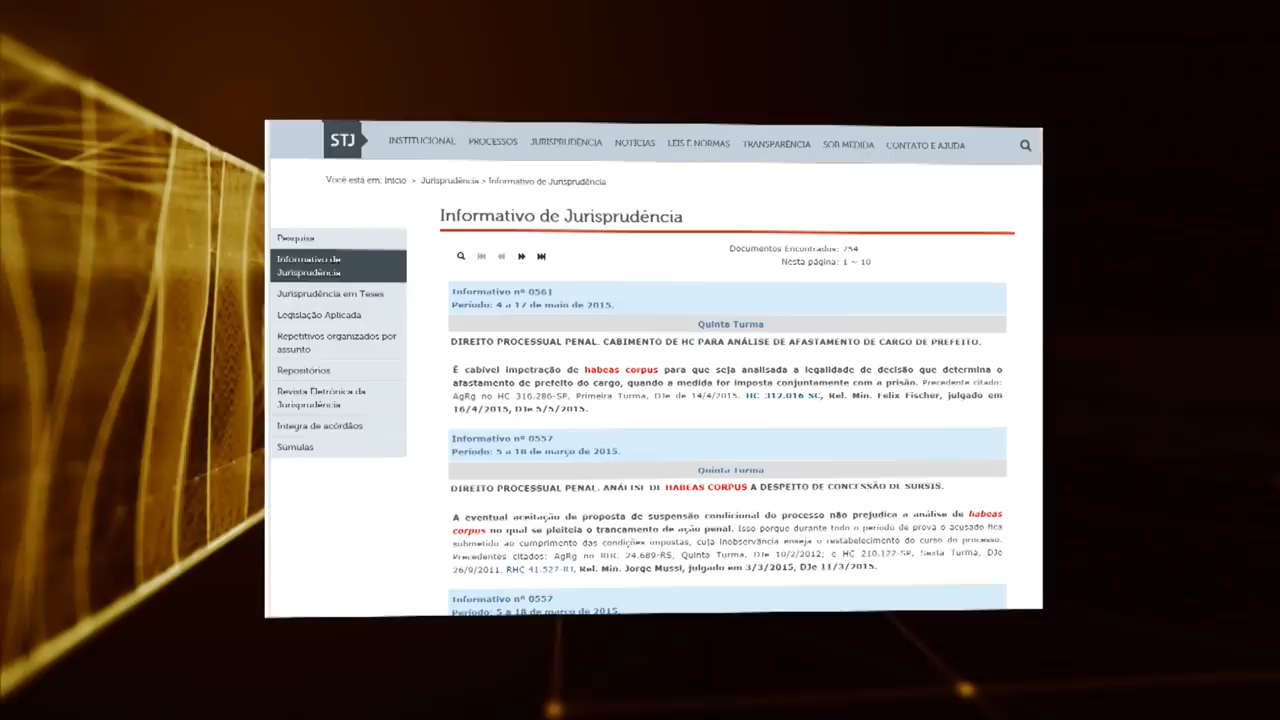 STJ
INSTITUCIONAL PROCESSOS JURISPRUDÊNCIA NOTÍCIAS LEIS E NORMAS TRANSPARÊNCIA SOB MEDIDA CONTATO E AJUDA
Você está em: Início > Jurisprudência > Informativo de Jurisprudência
Informativo de Jurisprudência
Pesquisa
Informativo de
Jurisprudência
Jurisprudência em Teses
Legislação Aplicada
Repetitivos organizados por
assunto
Repositórios
Revista Eletrônica da
Jurisprudência
Íntegra de acórdãos
Súmulas
Documentos Encontrados: 754
Nesta página: 1 ~ 10
Informativo nº 0561
Período: 4 a 17 de maio de 2015.
Quinta Turma
DIREITO PROCESSUAL PENAL. CABIMENTO DE HC PARA ANÁLISE DE AFASTAMENTO DE CARGO DE PREFEITO.
É cabível impetração de habeas corpus para que seja analisada a legalidade de decisão que determina o
afastamento de prefeito do cargo, quando a medida for imposta conjuntamente com a prisão. Precedente citado:
AgRg no HC 316.286-SP, Primeira Turma, DJe de 14/4/2015. HC 312.016-SC, Rel. Min. Felix Fischer, julgado em
16/4/2015, DJe 5/5/2015.
Informativo nº 0557
Período: 5 a 18 de março de 2015.
Quinta Turma
DIREITO PROCESSUAL PENAL. ANÁLISE DE HABEAS CORPUS A DESPEITO DE CONCESSÃO DE SURSIS.
A eventual aceitação de proposta de suspensão condicional do processo não prejudica a análise de habeas
corpus no qual se pleiteia o trancamento de ação penal. Isso porque durante todo o período de prova o acusado fica
submetido ao cumprimento das condições impostas, cuja inobservância enseja o restabelecimento do curso do processo.
Precedentes citados: AgRg no RHC 24.689-RS, Quinta Turma, DJe 10/2/2012; e HC 210.122-SP, Sexta Turma, DJe
26/9/2011. RHC 41.527-RJ, Rel. Min. Jorge Mussi, julgado em 3/3/2015, DJe 11/3/2015.
Informativo nº 0557
Período: 5 a 18 de março de 2015.